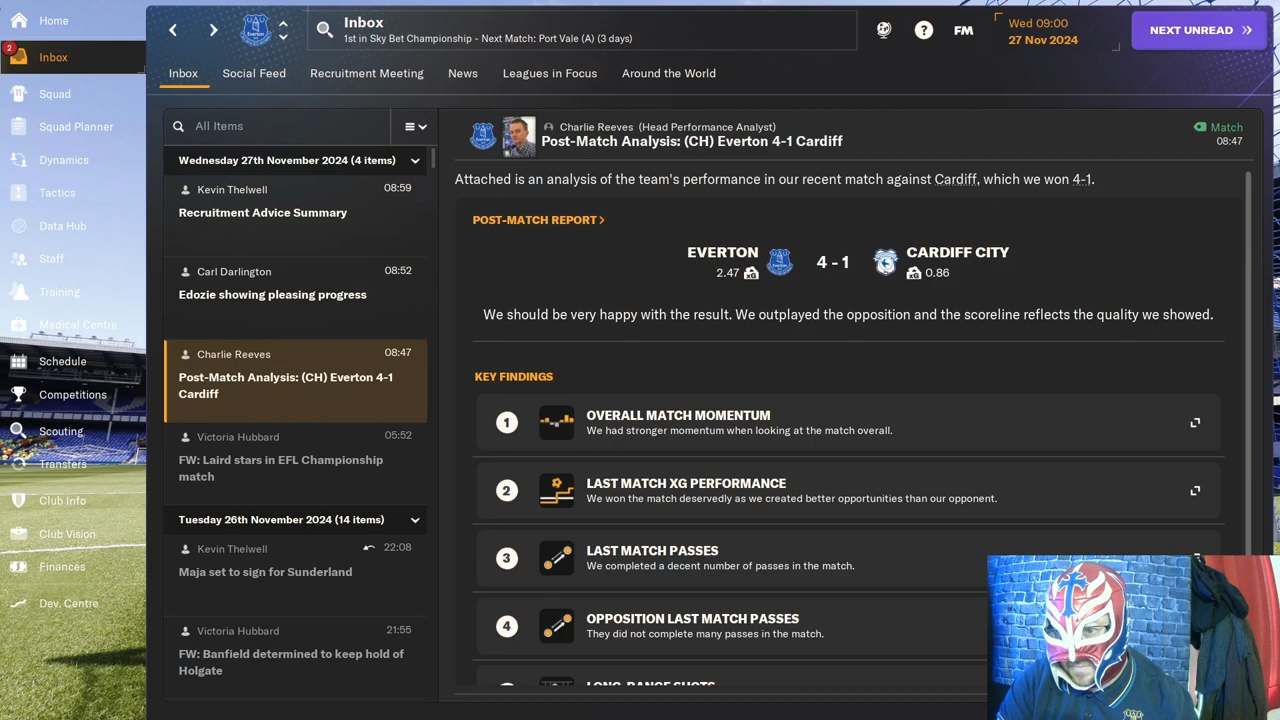 Home
2
Inbox
Squad
Squad Planner
Dynamics
Tactics
Data Hub
Staff
Training
Medical Centre
Schedule
Competitions
Scouting
Transfers
Club Info
Club Vision
Finances
Dev. Centre
Inbox
1st in Sky Bet Championship - Next Match: Port Vale (A) (3 days)
?
FM
Wed 09:00
27 Nov 2024
NEXT UNREAD
Inbox
Social Feed
Recruitment Meeting
News
Leagues in Focus
Around the World
All Items
Wednesday 27th November 2024 (4 items)
Kevin Thelwell 08:59
Recruitment Advice Summary
Carl Darlington 08:52
Edozie showing pleasing progress
Charlie Reeves 08:47
Post-Match Analysis: (CH) Everton 4-1
Cardiff
Victoria Hubbard 05:52
FW: Laird stars in EFL Championship
match
Tuesday 26th November 2024 (14 items)
Kevin Thelwell 22:08
Maja set to sign for Sunderland
Victoria Hubbard 21:55
FW: Banfield determined to keep hold of
Holgate
Charlie Reeves (Head Performance Analyst)
Post-Match Analysis: (CH) Everton 4-1 Cardiff
Match
08:47
Attached is an analysis of the team's performance in our recent match against Cardiff, which we won 4-1.
POST-MATCH REPORT >
EVERTON
2.47 xG
4 - 1
CARDIFF CITY
xG 0.86
We should be very happy with the result. We outplayed the opposition and the scoreline reflects the quality we showed.
KEY FINDINGS
1
OVERALL MATCH MOMENTUM
We had stronger momentum when looking at the match overall.
2
LAST MATCH XG PERFORMANCE
We won the match deservedly as we created better opportunities than our opponent.
3
LAST MATCH PASSES
We completed a decent number of passes in the match.
4
OPPOSITION LAST MATCH PASSES
They did not complete many passes in the match.
LONG-RANGE SHOTS